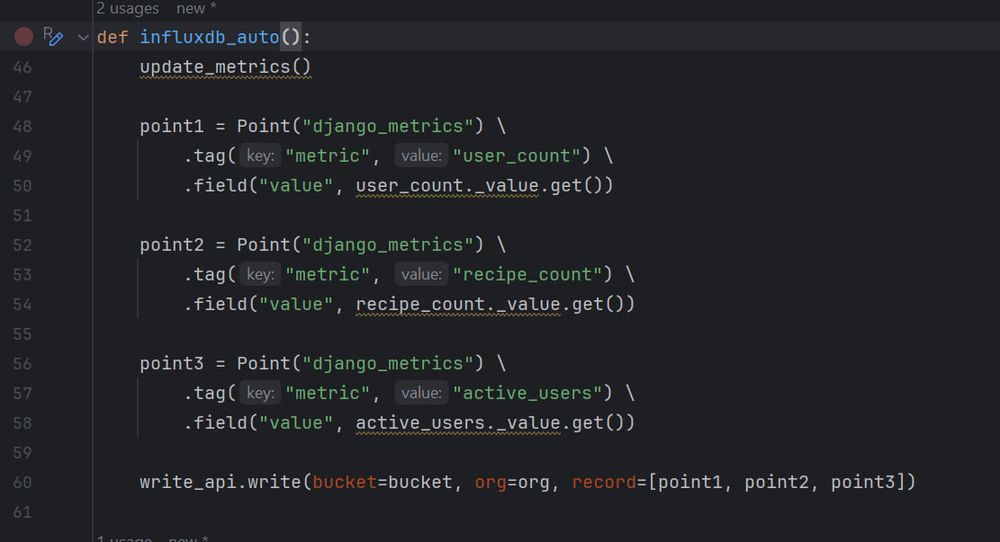 2 usages new *
def influxdb_auto():
46 update_metrics()
47
48 point1 = Point("django_metrics") \
49 .tag( key: "metric", value: "user_count") \
50 .field("value", user_count._value.get())
51
52 point2 = Point("django_metrics") \
53 .tag( key: "metric", value: "recipe_count") \
54 .field("value", recipe_count._value.get())
55
56 point3 = Point("django_metrics") \
57 .tag( key: "metric", value: "active_users") \
58 .field("value", active_users._value.get())
59
60 write_api.write(bucket=bucket, org=org, record=[point1, point2, point3])
61
1 usage new *